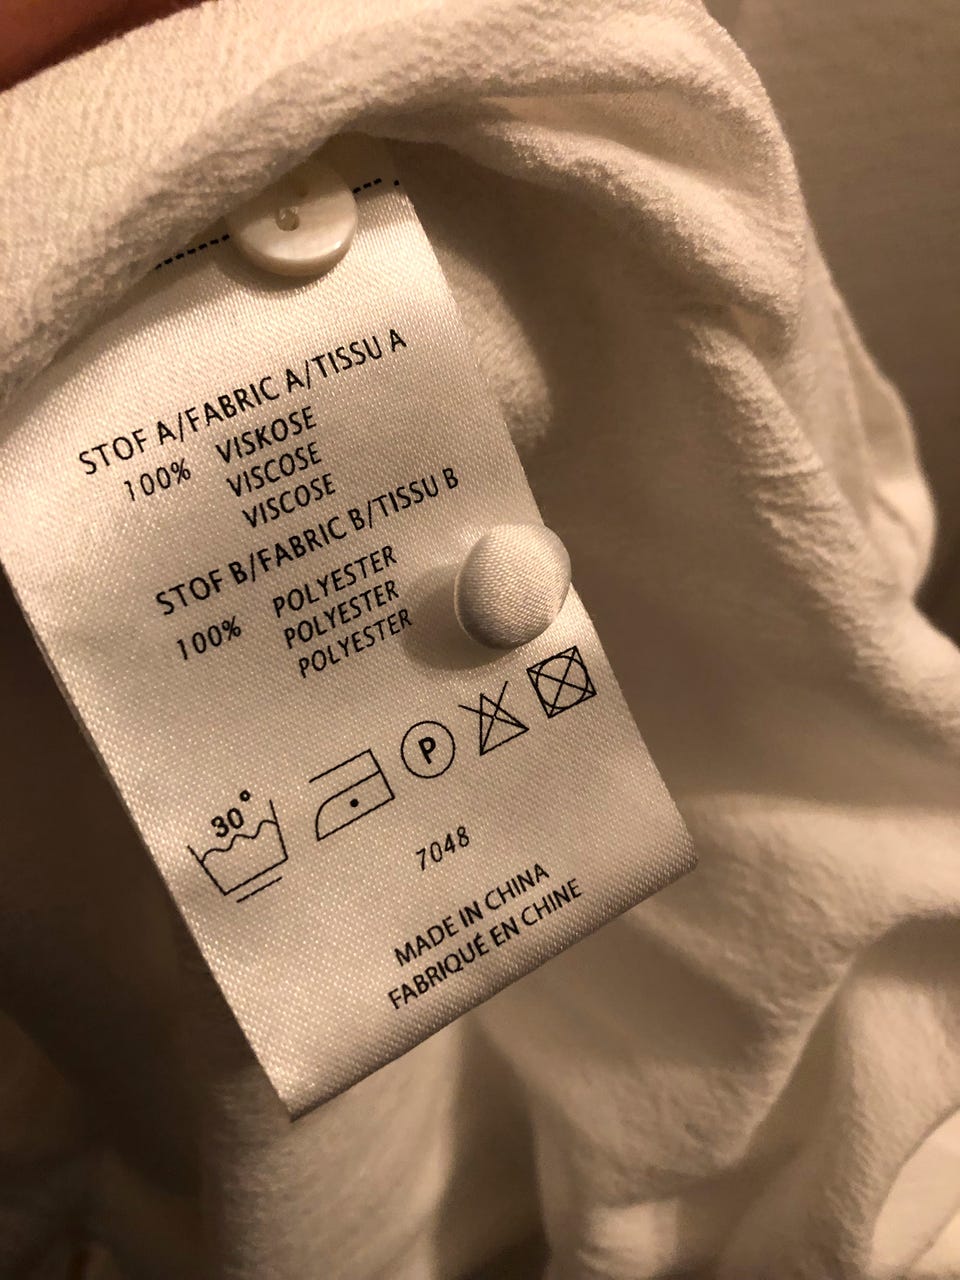 STOF A/FABRIC A/TISSU A
100% VISKOSE
VISCOSE
VISCOSE
STOF B/FABRIC B/TISSU B
100% POLYESTER
POLYESTER
POLYESTER
30°
P
7048
MADE IN CHINA
FABRIQUÉ EN CHINE